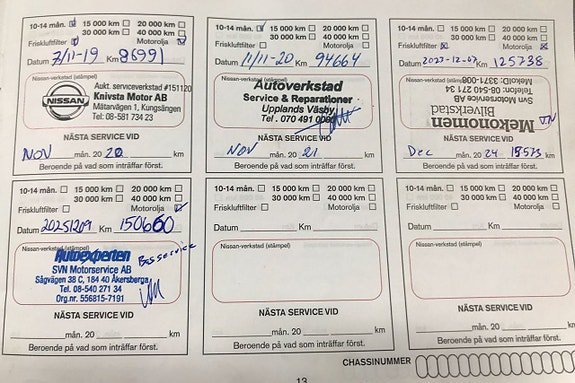 10-14 mån. 15 000 km 20 000 km
30 000 km 40 000 km
Friskluftfilter Motorolja
Datum 7/11-19 Km 86991
Nissan-verkstad (stämpel)
Aukt. serviceverkstad #151120
NISSAN
Knivsta Motor AB
Mätarvägen 1, Kungsängen
Tel: 08-581 734 23
NÄSTA SERVICE VID
NOV mån. 20 20 km
Beroende på vad som inträffar först.
10-14 mån. 15 000 km 20 000 km
30 000 km 40 000 km
Friskluftfilter Motorolja
Datum 11/11-20 Km 94664
Nissan-verkstad (stämpel)
Autoverkstad
Service & Reparationer
Upplands Väsby
Tel. 070 491 00
NÄSTA SERVICE VID
NOV mån. 20 21 km
Beroende på vad som inträffar först.
10-14 mån. 15 000 km 20 000 km
30 000 km 40 000 km
Friskluftfilter Motorolja
Datum 2023-12-07 Km 125738
Nissan-verkstad (stämpel)
Mekonomen
Bilverkstad
SVN Motorservice AB
Telefon 08-540 271 34
MekoID: 3371-008
NÄSTA SERVICE VID
Dec mån. 20 24 km
Beroende på vad som inträffar först.
10-14 mån. 15 000 km 20 000 km
30 000 km 40 000 km
Friskluftfilter Motorolja
Datum 20251209 Km 150660
Nissan-verkstad (stämpel)
Autoexperten
Bas service
SVN Motorservice AB
Sågvägen 38 C, 184 40 Åkersberga
Tel. 08-540 271 34
Org.nr. 556815-7191
NÄSTA SERVICE VID
mån. 20 km
Beroende på vad som inträffar först.
10-14 mån. 15 000 km 20 000 km
30 000 km 40 000 km
Friskluftfilter Motorolja
Datum Km
Nissan-verkstad (stämpel)
NÄSTA SERVICE VID
mån. 20 km
Beroende på vad som inträffar först.
10-14 mån. 15 000 km 20 000 km
30 000 km 40 000 km
Friskluftfilter Motorolja
Datum Km
Nissan-verkstad (stämpel)
NÄSTA SERVICE VID
mån. 20 km
Beroende på vad som inträffar först.
CHASSINUMMER
13